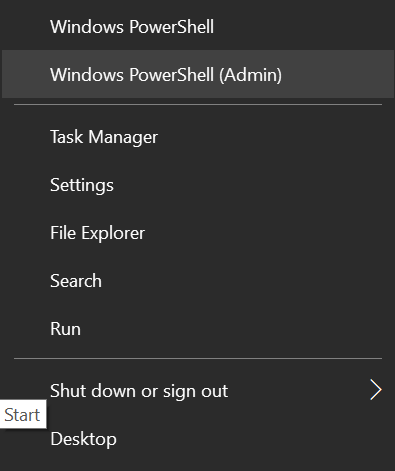 Windows PowerShell
Windows PowerShell (Admin)
Task Manager
Settings
File Explorer
Search
Run
Shut down or sign out
Start
Desktop